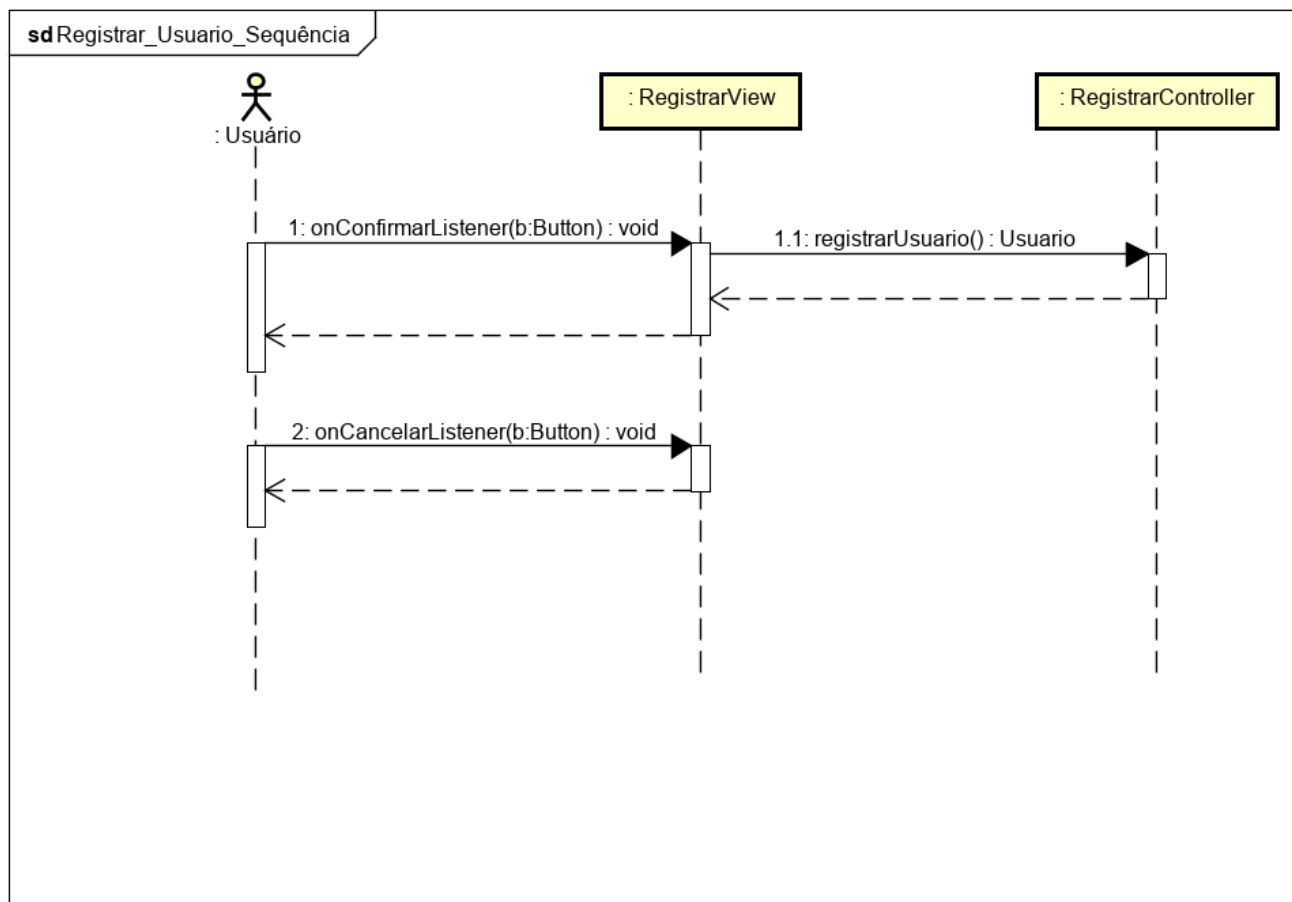 sd Registrar_Usuario_Sequência
: Usuário
: RegistrarView
: RegistrarController
1: onConfirmarListener(b:Button) : void
1.1: registrarUsuario() : Usuario
2: onCancelarListener(b:Button) : void